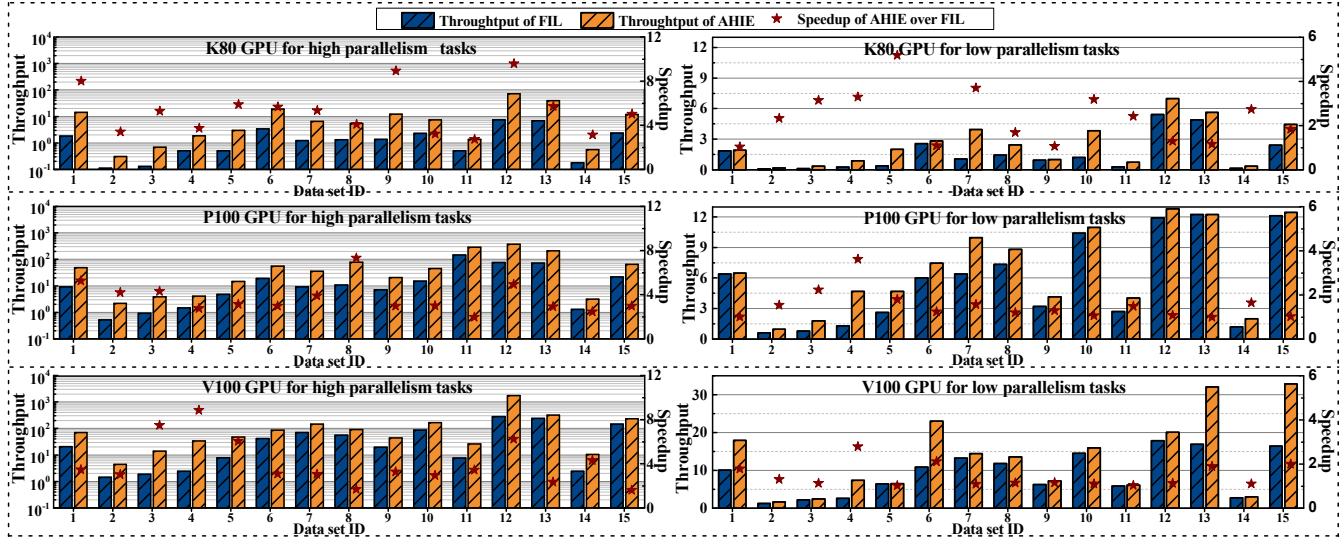 Throughtput of FIL Throughtput of AHIE Speedup of AHIE over FIL
K80 GPU for high parallelism tasks
Throughput
10^4
10^3
10^2
10^1
10^0
10^-1
12
8
4
0
Speedup
1 2 3 4 5 6 7 8 9 10 11 12 13 14 15
Data set ID
K80 GPU for low parallelism tasks
Throughput
12
9
6
3
0
6
4
2
0
Speedup
1 2 3 4 5 6 7 8 9 10 11 12 13 14 15
Data set ID
P100 GPU for high parallelism tasks
Throughput
10^4
10^3
10^2
10^1
10^0
10^-1
12
8
4
0
Speedup
1 2 3 4 5 6 7 8 9 10 11 12 13 14 15
Data set ID
P100 GPU for low parallelism tasks
Throughput
12
9
6
3
0
6
4
2
0
Speedup
1 2 3 4 5 6 7 8 9 10 11 12 13 14 15
Data set ID
V100 GPU for high parallelism tasks
Throughput
10^4
10^3
10^2
10^1
10^0
10^-1
12
8
4
0
Speedup
1 2 3 4 5 6 7 8 9 10 11 12 13 14 15
Data set ID
V100 GPU for low parallelism tasks
Throughput
30
20
10
0
6
4
2
0
Speedup
1 2 3 4 5 6 7 8 9 10 11 12 13 14 15
Data set ID